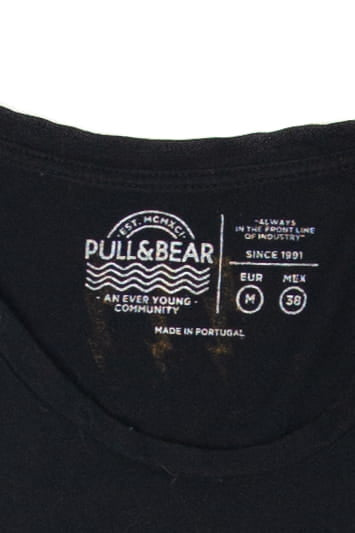 ·EST. MCMXCI·
PULL&BEAR
- AN EVER YOUNG -
COMMUNITY
"ALWAYS
IN THE FRONT LINE
OF INDUSTRY"
SINCE 1991
EUR MEX
M 38
MADE IN PORTUGAL